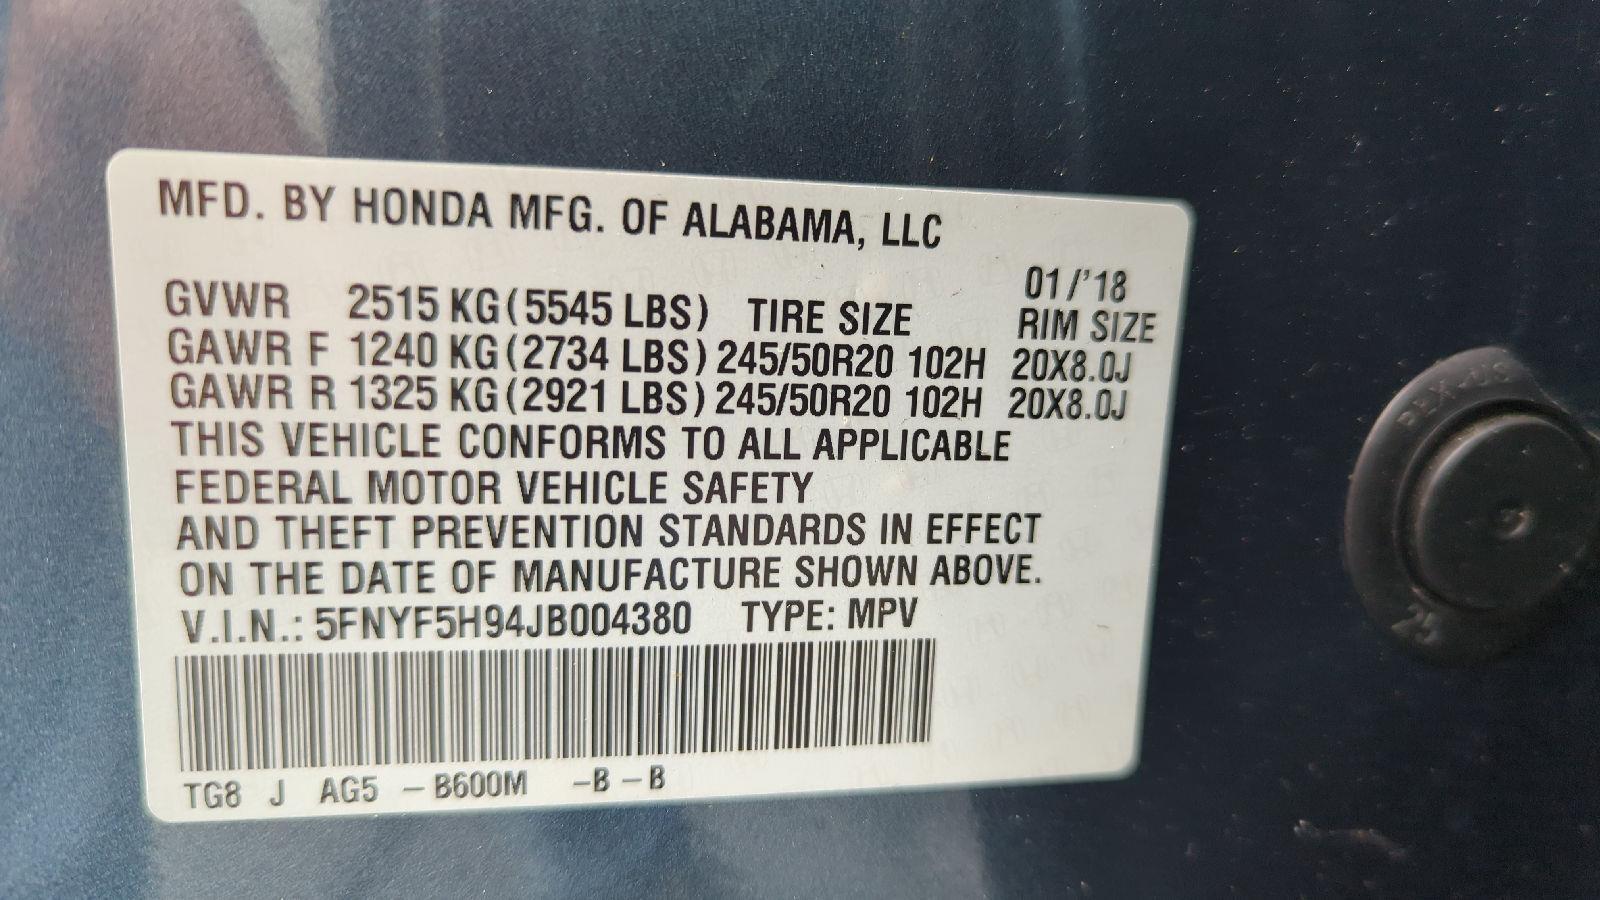 MFD. BY HONDA MFG. OF ALABAMA, LLC
01/'18
GVWR 2515 KG (5545 LBS) TIRE SIZE RIM SIZE
GAWR F 1240 KG (2734 LBS) 245/50R20 102H 20X8.0J
GAWR R 1325 KG (2921 LBS) 245/50R20 102H 20X8.0J
THIS VEHICLE CONFORMS TO ALL APPLICABLE
FEDERAL MOTOR VEHICLE SAFETY
AND THEFT PREVENTION STANDARDS IN EFFECT
ON THE DATE OF MANUFACTURE SHOWN ABOVE.
V.I.N.: 5FNYF5H94JB004380 TYPE: MPV
TG8 J AG5 -B600M -B-B
25